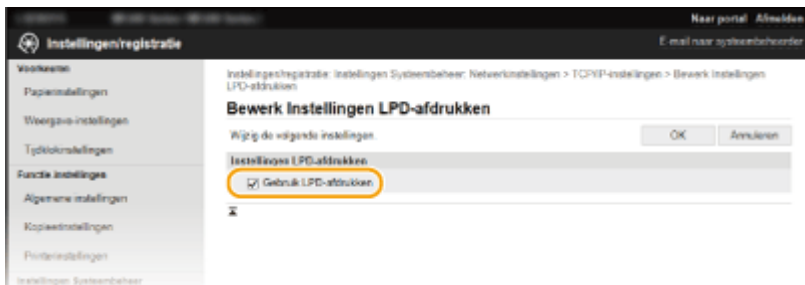 Naar portal Afmelden
Instellingen/registratie
E-mail naar systeembeheerder
Voorkeuren
Papierinstellingen
Weergave-instellingen
Tijdklokinstellingen
Functie-instellingen
Algemene instellingen
Kopieerinstellingen
Printerinstellingen
Instellingen Systeembeheer
Instellingen/registratie: Instellingen Systeembeheer: Netwerkinstellingen > TCP/IP-instellingen > Bewerk Instellingen
LPD-afdrukken
Bewerk Instellingen LPD-afdrukken
Wijzig de volgende instellingen.
OK Annuleren
Instellingen LPD-afdrukken
Gebruik LPD-afdrukken